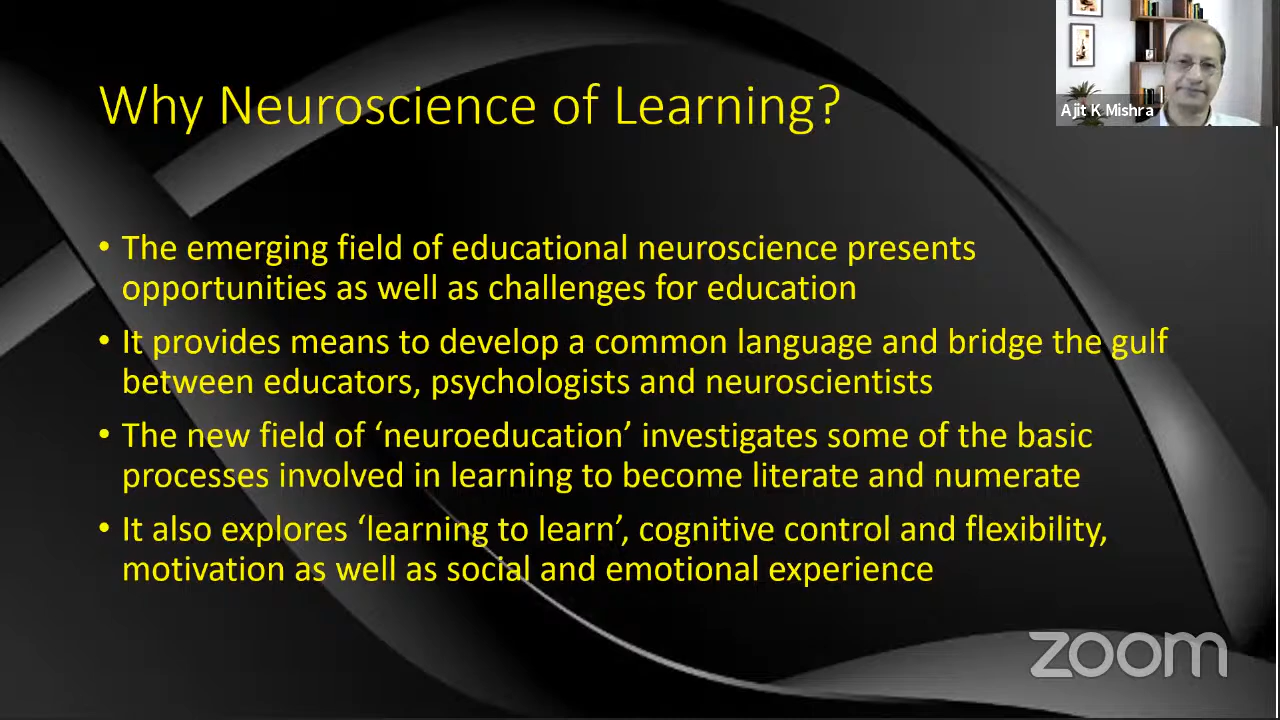 Why Neuroscience of Learning?
Ajit K Mishra
• The emerging field of educational neuroscience presents
opportunities as well as challenges for education
• It provides means to develop a common language and bridge the gulf
between educators, psychologists and neuroscientists
• The new field of ‘neuroeducation’ investigates some of the basic
processes involved in learning to become literate and numerate
• It also explores ‘learning to learn’, cognitive control and flexibility,
motivation as well as social and emotional experience
zoom